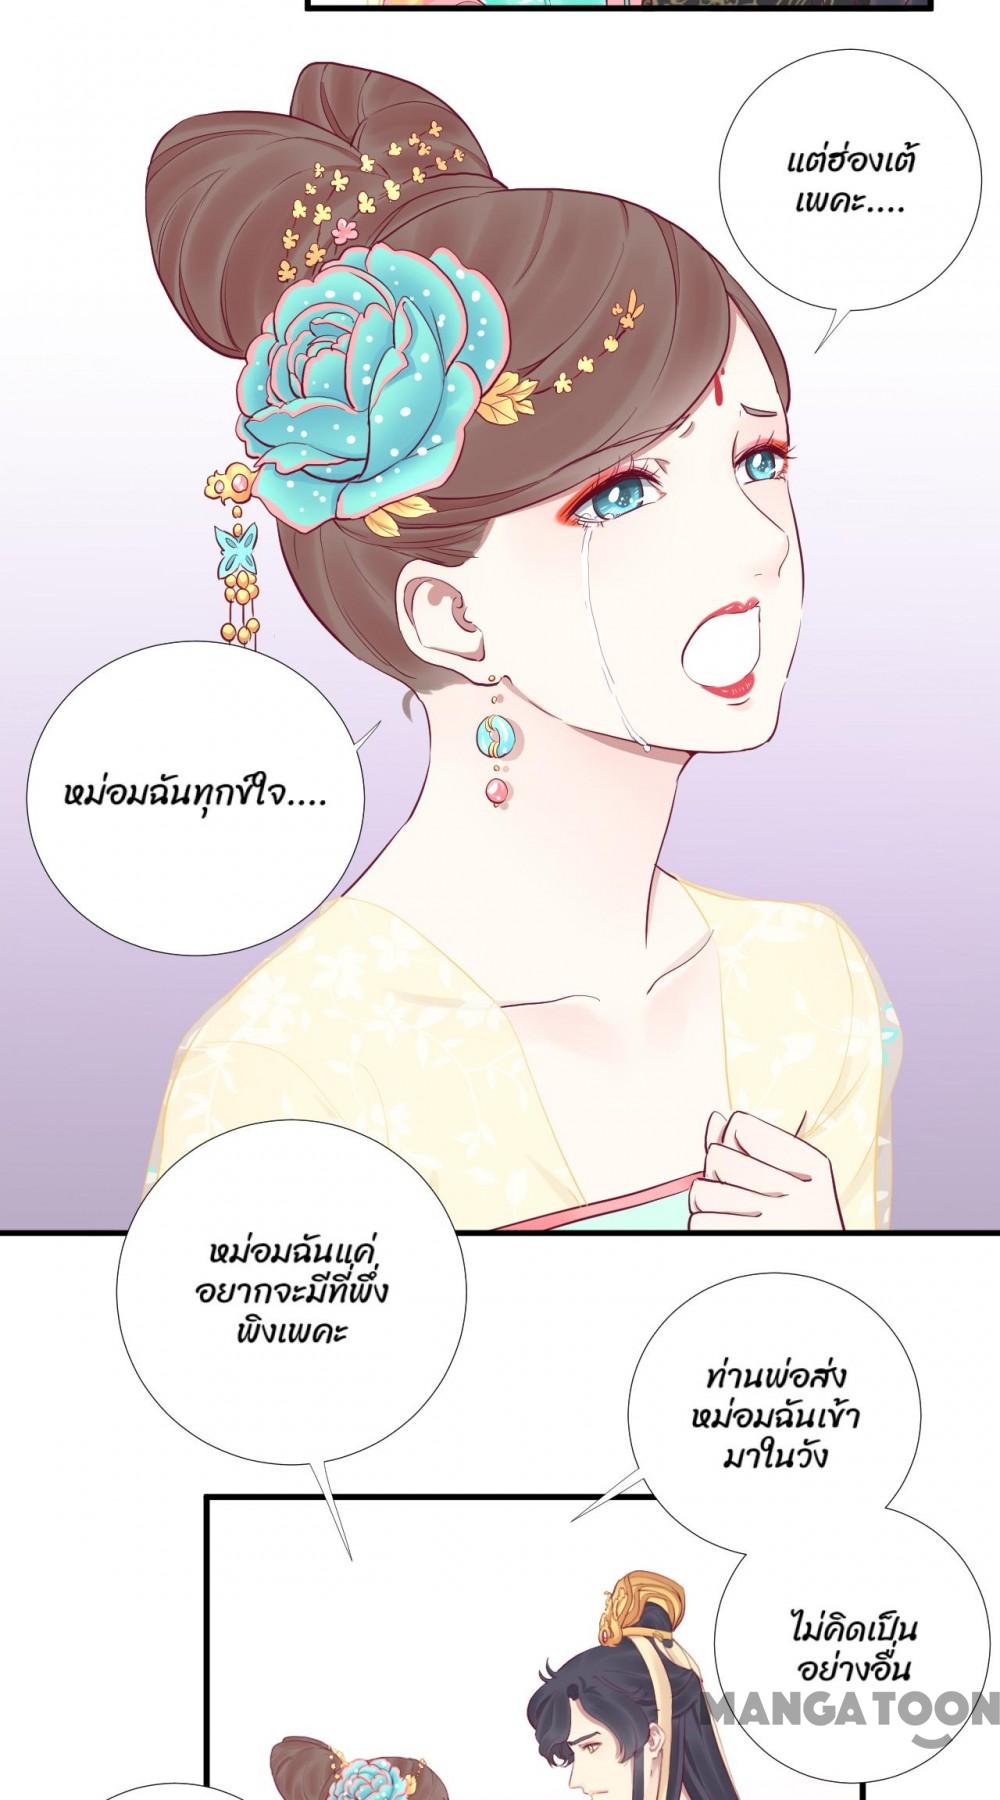 แต่ฮ่องเต้
เพคะ....
หม่อมฉันทุกข์ใจ....
หม่อมฉันแค่
อยากจะมีที่พึ่ง
พิงเพคะ
ท่านพ่อส่ง
หม่อมฉันเข้า
มาในวัง
ไม่คิดเป็น
อย่างอื่น
MANGATOON